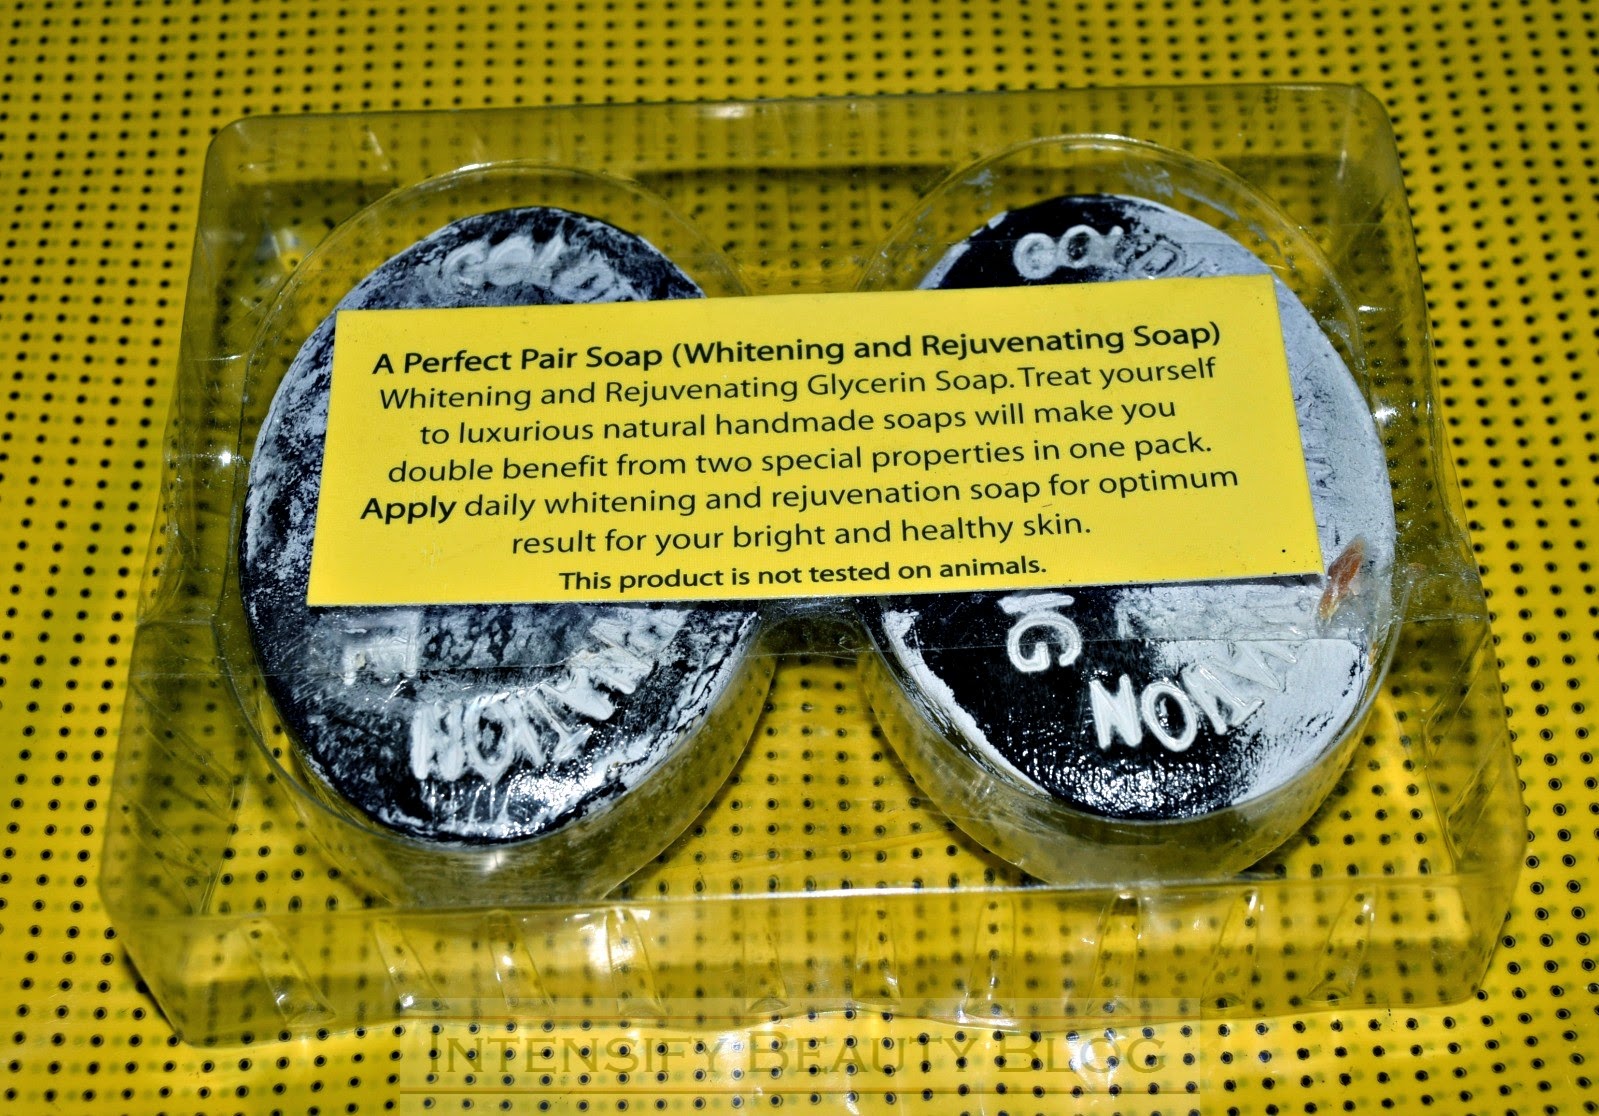 GOLD
GOLD
A Perfect Pair Soap (Whitening and Rejuvenating Soap)
Whitening and Rejuvenating Glycerin Soap. Treat yourself
to luxurious natural handmade soaps will make you
double benefit from two special properties in one pack.
Apply daily whitening and rejuvenation soap for optimum
result for your bright and healthy skin.
This product is not tested on animals.
INTENSIFY BEAUTY BLOG